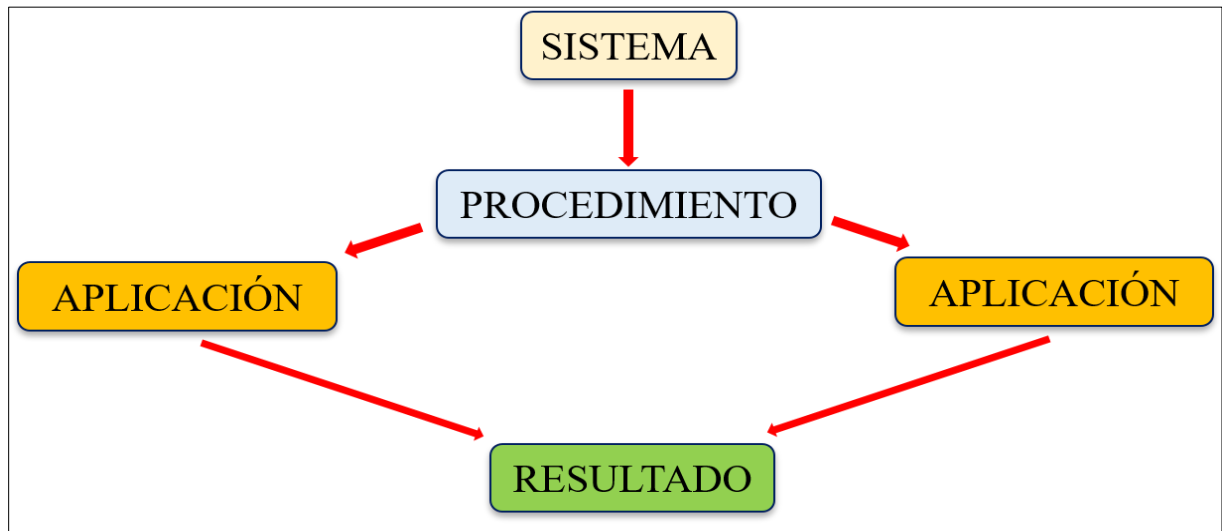 SISTEMA
PROCEDIMIENTO
APLICACIÓN
APLICACIÓN
RESULTADO